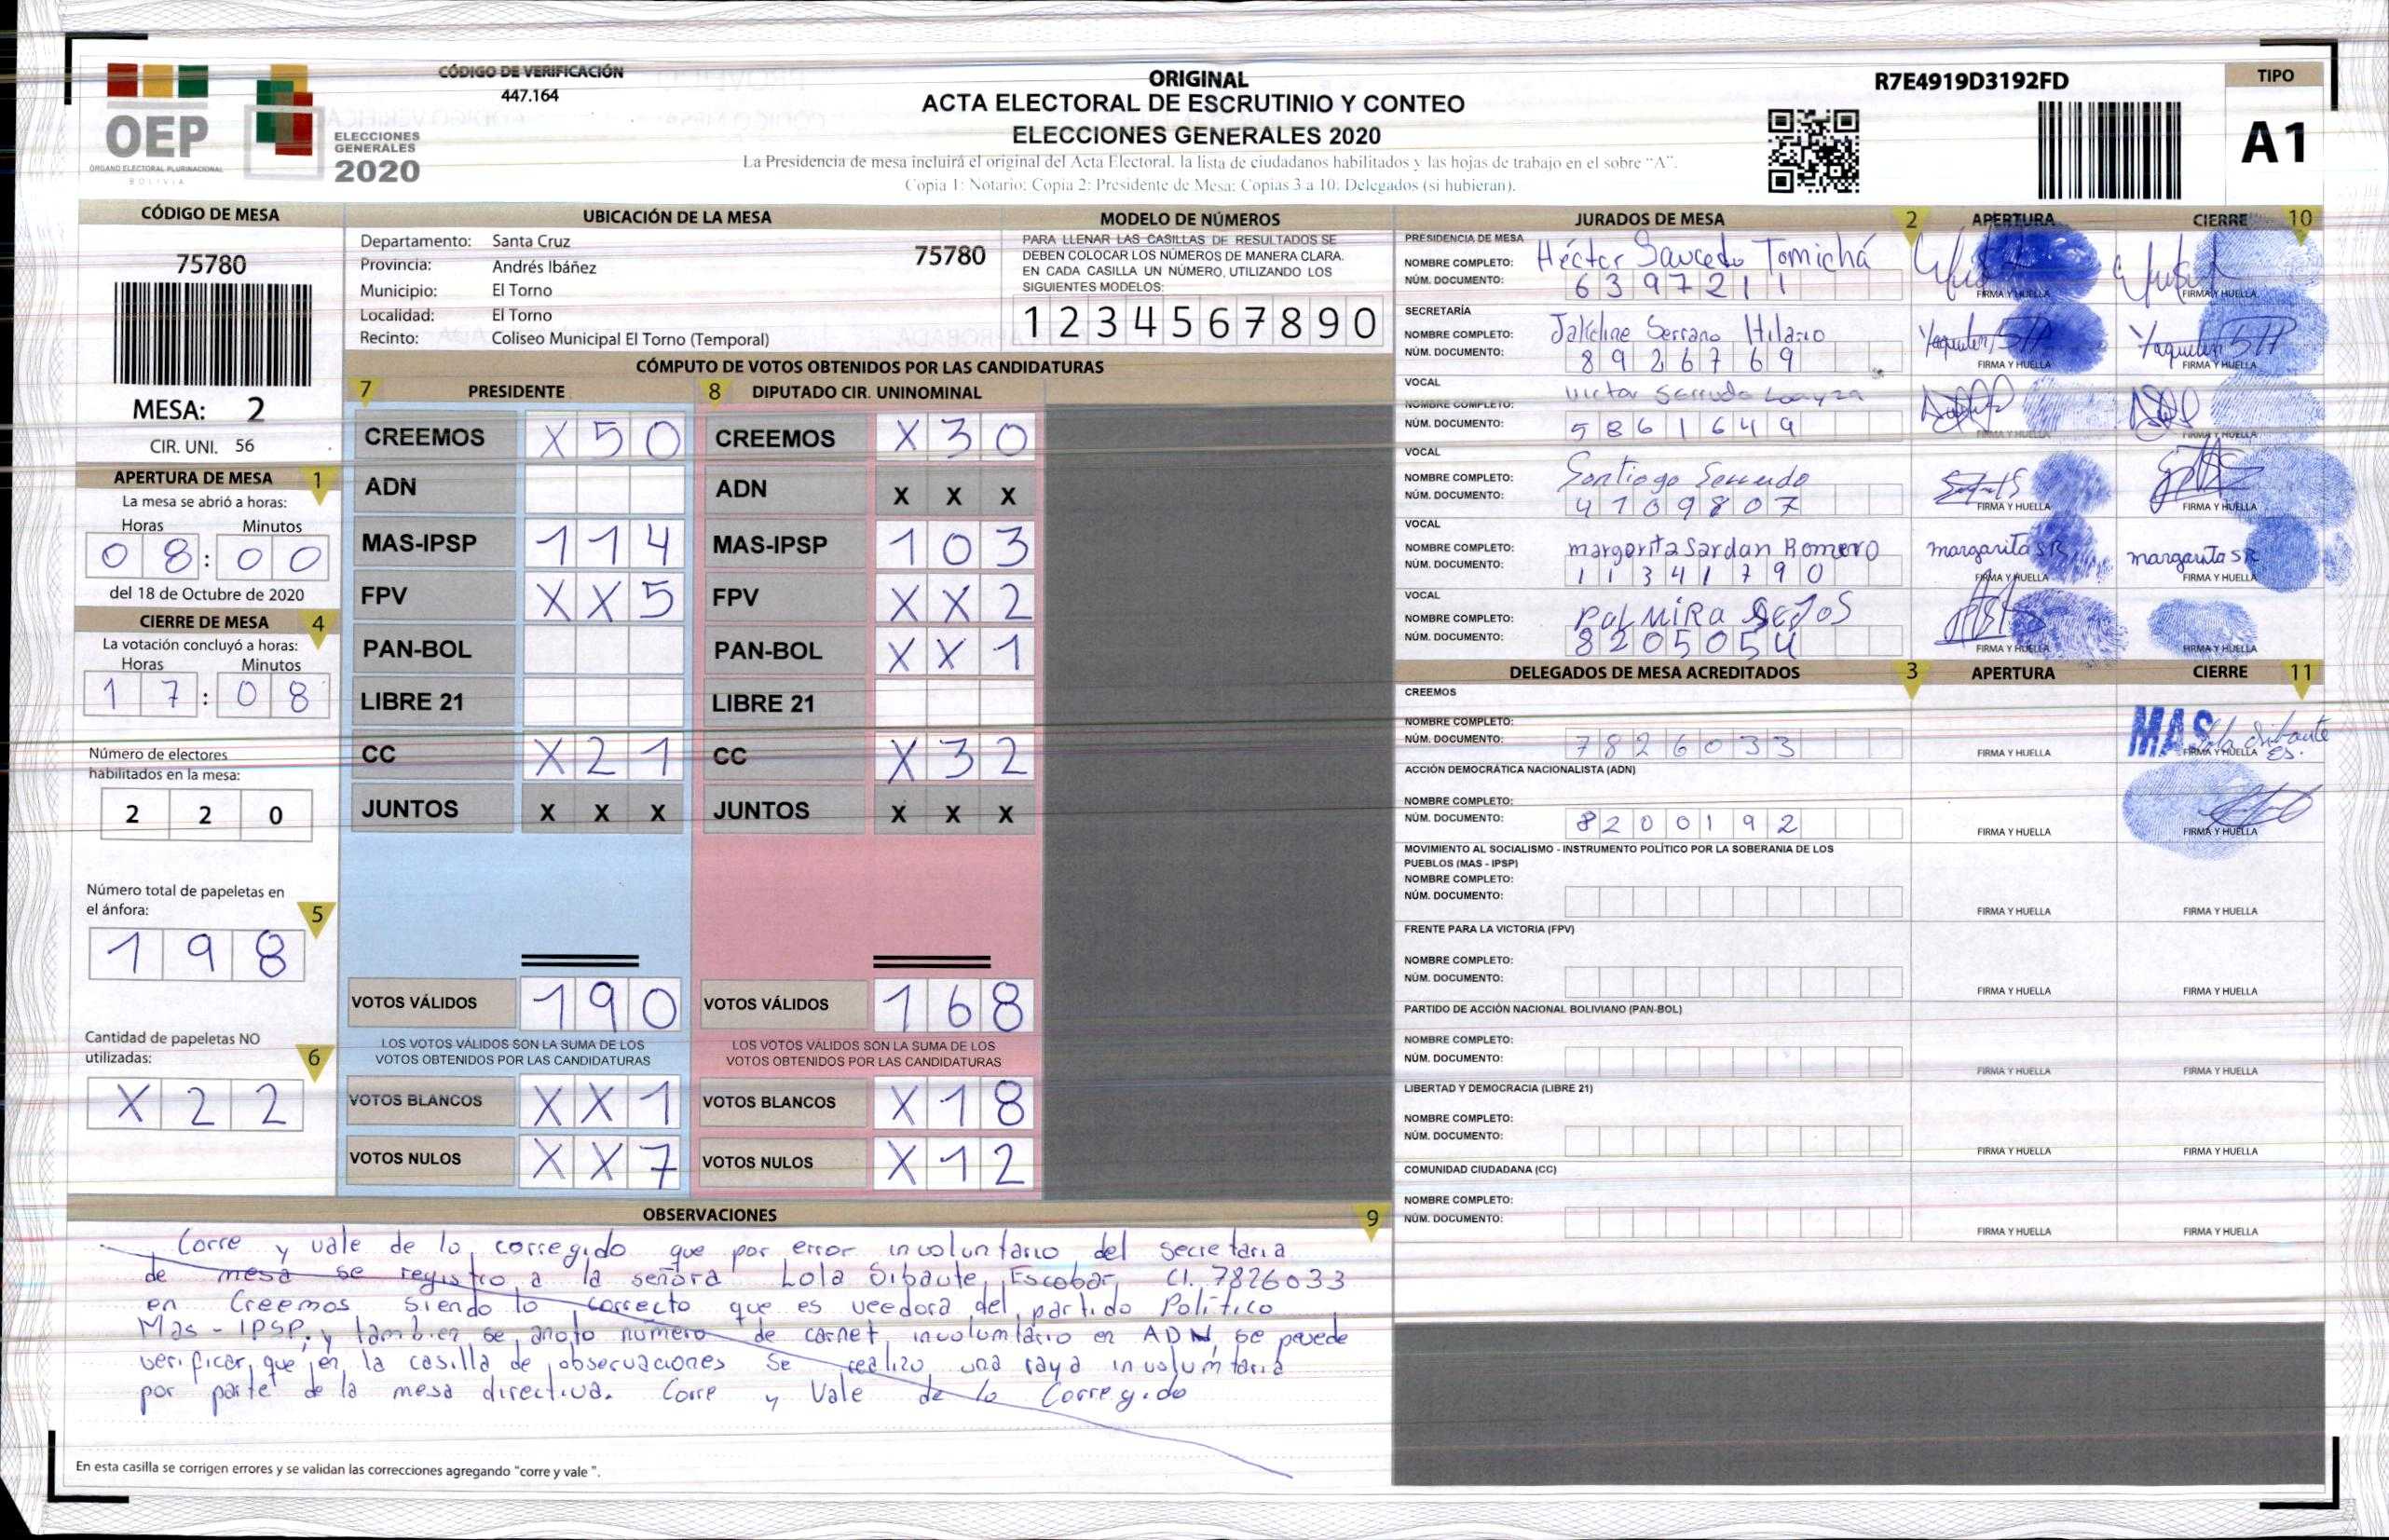 OEP
ÓRGANO ELECTORAL PLURINACIONAL
BOLIVIA
ELECCIONES
GENERALES
2020
CÓDIGO DE VERIFICACIÓN
447.164
ORIGINAL
ACTA ELECTORAL DE ESCRUTINIO Y CONTEO
ELECCIONES GENERALES 2020
La Presidencia de mesa incluirá el original del Acta Electoral, la lista de ciudadanos habilitados y las hojas de trabajo en el sobre "A".
Copia 1: Notario; Copia 2: Presidente de Mesa; Copias 3 a 10: Delegados (si hubieran).
R7E4919D3192FD
TIPO
A1
CÓDIGO DE MESA
75780
MESA: 2
CIR. UNI. 56
APERTURA DE MESA 1
La mesa se abrió a horas:
Horas Minutos
08:00
del 18 de Octubre de 2020
CIERRE DE MESA 4
La votación concluyó a horas:
Horas Minutos
17:08
Número de electores
habilitados en la mesa:
2 2 0
Número total de papeletas en
el ánfora: 5
1 9 8
Cantidad de papeletas NO
utilizadas: 6
X 2 2
UBICACIÓN DE LA MESA
Departamento: Santa Cruz 75780
Provincia: Andrés Ibáñez
Municipio: El Torno
Localidad: El Torno
Recinto: Coliseo Municipal El Torno (Temporal)
MODELO DE NÚMEROS
PARA LLENAR LAS CASILLAS DE RESULTADOS SE
DEBEN COLOCAR LOS NÚMEROS DE MANERA CLARA.
EN CADA CASILLA UN NÚMERO, UTILIZANDO LOS
SIGUIENTES MODELOS:
1 2 3 4 5 6 7 8 9 0
CÓMPUTO DE VOTOS OBTENIDOS POR LAS CANDIDATURAS
7 PRESIDENTE 8 DIPUTADO CIR. UNINOMINAL
CREEMOS X 5 0 CREEMOS X 3 0
ADN ADN X X X
MAS-IPSP 1 1 4 MAS-IPSP 1 0 3
FPV X X 5 FPV X X 2
PAN-BOL PAN-BOL X X 1
LIBRE 21 LIBRE 21
CC X 2 1 CC X 3 2
JUNTOS X X X JUNTOS X X X
VOTOS VÁLIDOS 1 9 0 VOTOS VÁLIDOS 1 6 8
LOS VOTOS VÁLIDOS SON LA SUMA DE LOS LOS VOTOS VÁLIDOS SON LA SUMA DE LOS
VOTOS OBTENIDOS POR LAS CANDIDATURAS VOTOS OBTENIDOS POR LAS CANDIDATURAS
VOTOS BLANCOS X X 1 VOTOS BLANCOS X 1 8
VOTOS NULOS X X 7 VOTOS NULOS X 1 2
OBSERVACIONES 9
Corre y vale de lo corregido que por error involuntario del secretaria
de mesa se registro a la señora Lola Sibaute Escobar CI. 7826033
en Creemos siendo lo correcto que es veedora del partido Político
Mas - IPSP. y tambien se anoto numero de carnet involumtario en ADN se puede
verificar que en la casilla de observaciones se realizo una raya involumtaria
por parte de la mesa directiva. Corre y Vale de lo Corregido
En esta casilla se corrigen errores y se validan las correcciones agregando "corre y vale ".
JURADOS DE MESA 2 APERTURA CIERRE 10
PRESIDENCIA DE MESA
NOMBRE COMPLETO: Héctor Saucedo Tomichá
NÚM. DOCUMENTO: 6397211
FIRMA Y HUELLA FIRMA Y HUELLA
SECRETARÍA
NOMBRE COMPLETO: Jakeline Serrano Hilario
NÚM. DOCUMENTO: 8926769
FIRMA Y HUELLA FIRMA Y HUELLA
VOCAL
NOMBRE COMPLETO: Victor Serrudo Loayza
NÚM. DOCUMENTO: 5861649
FIRMA Y HUELLA FIRMA Y HUELLA
VOCAL
NOMBRE COMPLETO: Santiago Serrudo
NÚM. DOCUMENTO: 4109807
FIRMA Y HUELLA FIRMA Y HUELLA
VOCAL
NOMBRE COMPLETO: margarita Sardan Romero margarita SR margarita SR
NÚM. DOCUMENTO: 11341790
FIRMA Y HUELLA FIRMA Y HUELLA
VOCAL
NOMBRE COMPLETO: PALMIRA
NÚM. DOCUMENTO: 8205054
FIRMA Y HUELLA FIRMA Y HUELLA
DELEGADOS DE MESA ACREDITADOS 3 APERTURA CIERRE 11
CREEMOS
NOMBRE COMPLETO: MAS
NÚM. DOCUMENTO: 7826033
FIRMA Y HUELLA FIRMA Y HUELLA
ACCIÓN DEMOCRÁTICA NACIONALISTA (ADN)
NOMBRE COMPLETO:
NÚM. DOCUMENTO: 8200192
FIRMA Y HUELLA FIRMA Y HUELLA
MOVIMIENTO AL SOCIALISMO - INSTRUMENTO POLÍTICO POR LA SOBERANIA DE LOS
PUEBLOS (MAS - IPSP)
NOMBRE COMPLETO:
NÚM. DOCUMENTO:
FIRMA Y HUELLA FIRMA Y HUELLA
FRENTE PARA LA VICTORIA (FPV)
NOMBRE COMPLETO:
NÚM. DOCUMENTO:
FIRMA Y HUELLA FIRMA Y HUELLA
PARTIDO DE ACCIÓN NACIONAL BOLIVIANO (PAN-BOL)
NOMBRE COMPLETO:
NÚM. DOCUMENTO:
FIRMA Y HUELLA FIRMA Y HUELLA
LIBERTAD Y DEMOCRACIA (LIBRE 21)
NOMBRE COMPLETO:
NÚM. DOCUMENTO:
FIRMA Y HUELLA FIRMA Y HUELLA
COMUNIDAD CIUDADANA (CC)
NOMBRE COMPLETO:
NÚM. DOCUMENTO:
FIRMA Y HUELLA FIRMA Y HUELLA